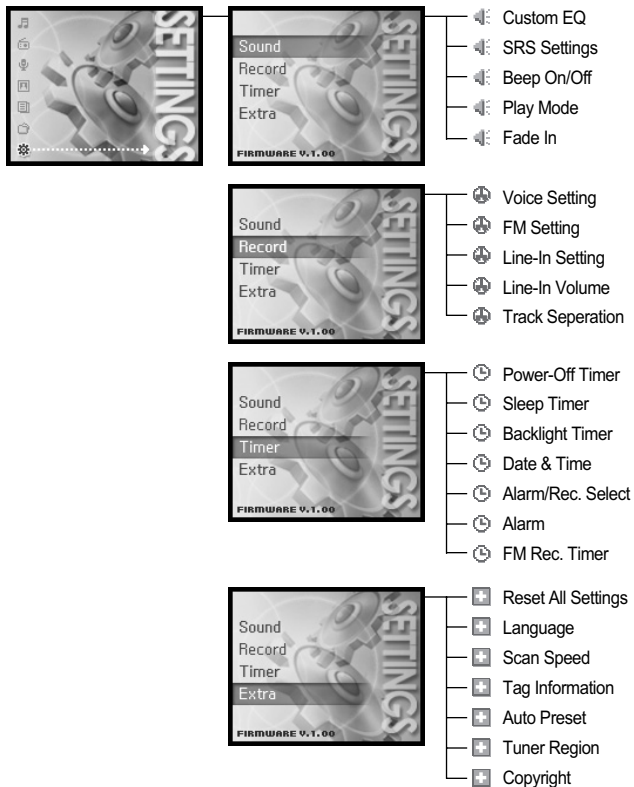 SETTINGS
SETTINGS
Sound
Record
Timer
Extra
FIRMWARE V.1.00
Custom EQ
SRS Settings
Beep On/Off
Play Mode
Fade In
SETTINGS
Sound
Record
Timer
Extra
FIRMWARE V.1.00
Voice Setting
FM Setting
Line-In Setting
Line-In Volume
Track Seperation
SETTINGS
Sound
Record
Timer
Extra
FIRMWARE V.1.00
Power-Off Timer
Sleep Timer
Backlight Timer
Date & Time
Alarm/Rec. Select
Alarm
FM Rec. Timer
SETTINGS
Sound
Record
Timer
Extra
FIRMWARE V.1.00
Reset All Settings
Language
Scan Speed
Tag Information
Auto Preset
Tuner Region
Copyright